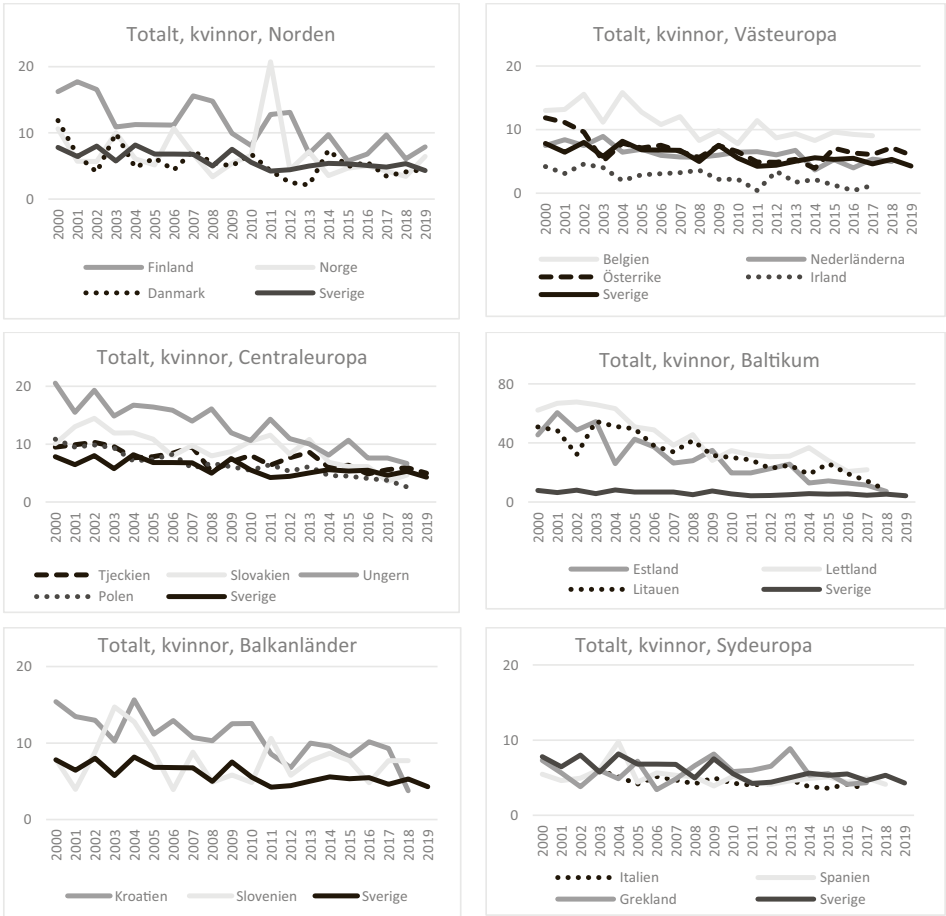 Totalt, kvinnor, Norden
20
10
0
2000 2001 2002 2003 2004 2005 2006 2007 2008 2009 2010 2011 2012 2013 2014 2015 2016 2017 2018 2019
Finland Norge
Danmark Sverige
Totalt, kvinnor, Västeuropa
20
10
0
2000 2001 2002 2003 2004 2005 2006 2007 2008 2009 2010 2011 2012 2013 2014 2015 2016 2017 2018 2019
Belgien Nederländerna
Österrike Irland
Sverige
Totalt, kvinnor, Centraleuropa
20
10
0
2000 2001 2002 2003 2004 2005 2006 2007 2008 2009 2010 2011 2012 2013 2014 2015 2016 2017 2018 2019
Tjeckien Slovakien Ungern
Polen Sverige
Totalt, kvinnor, Baltikum
80
40
0
2000 2001 2002 2003 2004 2005 2006 2007 2008 2009 2010 2011 2012 2013 2014 2015 2016 2017 2018 2019
Estland Lettland
Litauen Sverige
Totalt, kvinnor, Balkanländer
20
10
0
2000 2001 2002 2003 2004 2005 2006 2007 2008 2009 2010 2011 2012 2013 2014 2015 2016 2017 2018 2019
Kroatien Slovenien Sverige
Totalt, kvinnor, Sydeuropa
20
10
0
2000 2001 2002 2003 2004 2005 2006 2007 2008 2009 2010 2011 2012 2013 2014 2015 2016 2017 2018 2019
Italien Spanien
Grekland Sverige